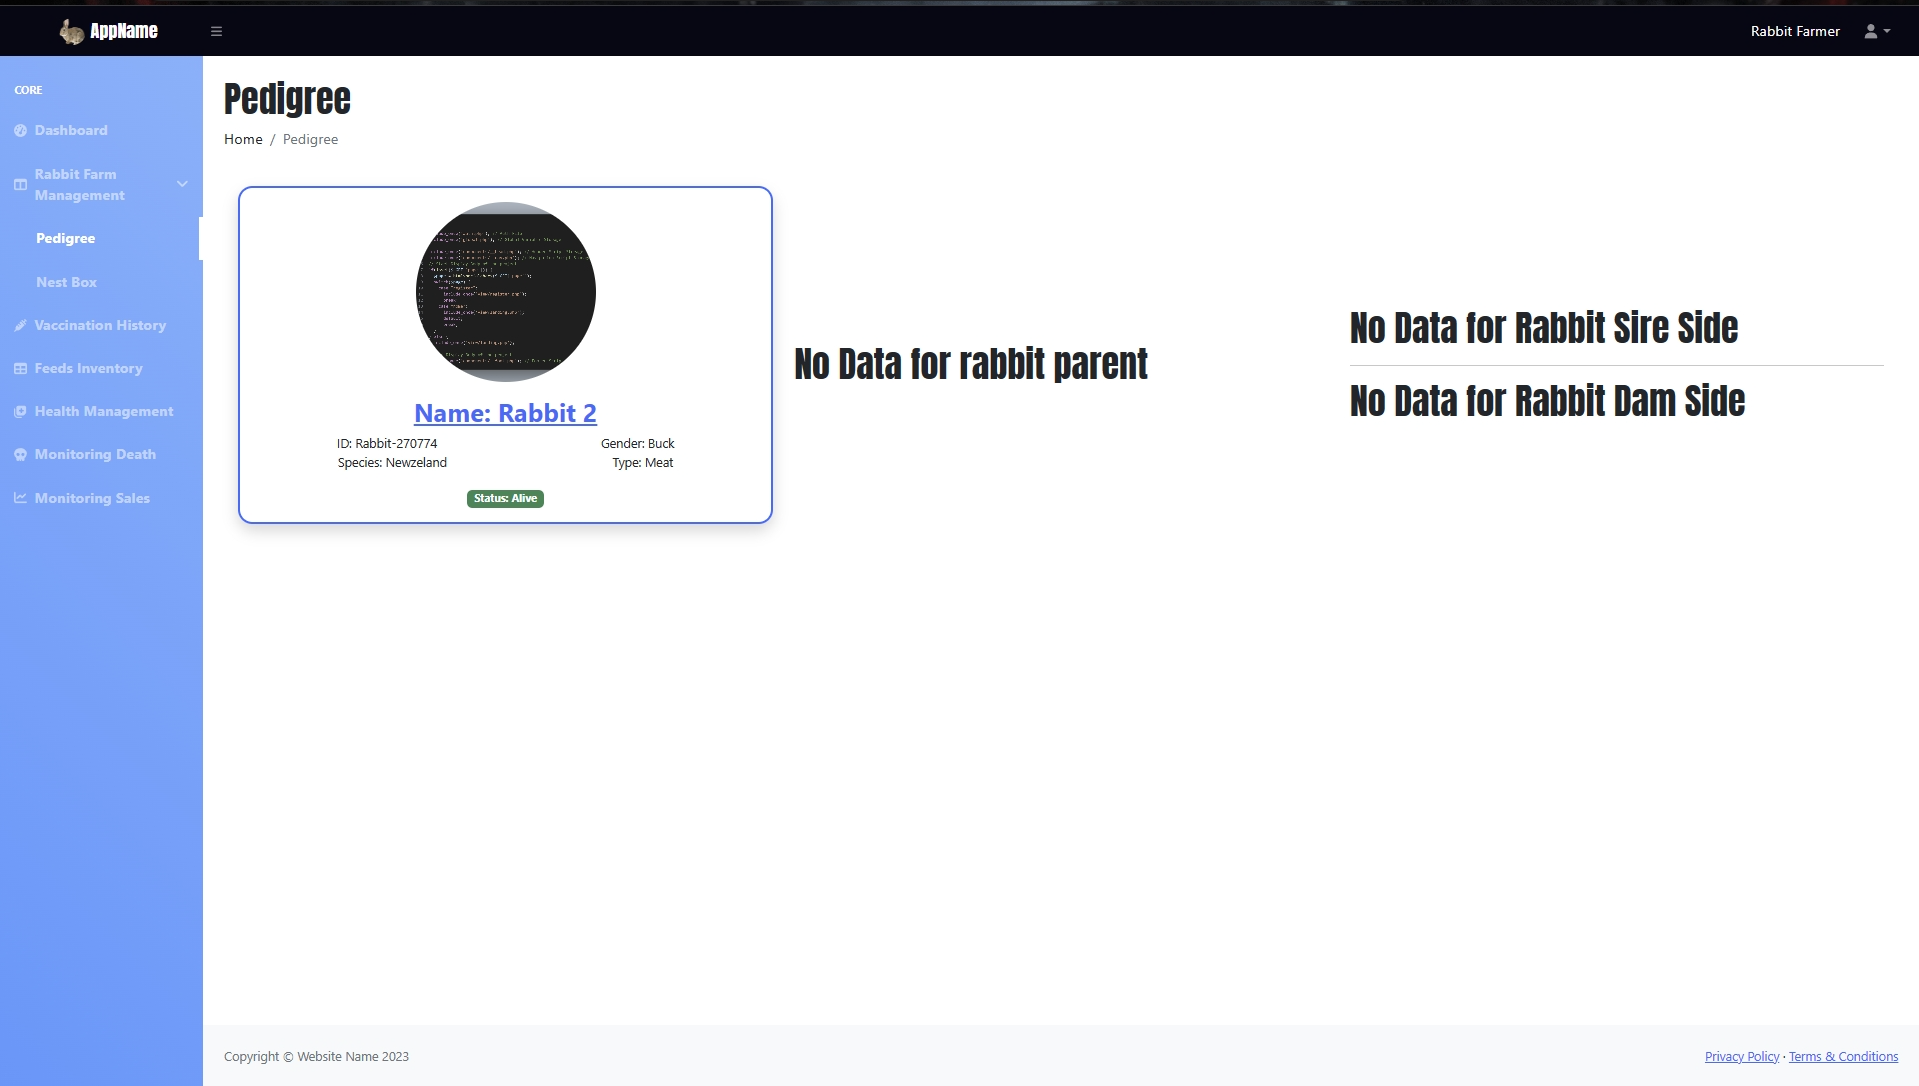 AppName
Rabbit Farmer
CORE
Dashboard
Rabbit Farm
Management
Pedigree
Nest Box
Vaccination History
Feeds Inventory
Health Management
Monitoring Death
Monitoring Sales
Pedigree
Home / Pedigree
Name: Rabbit 2
ID: Rabbit-270774
Gender: Buck
Species: Newzeland
Type: Meat
Status: Alive
No Data for rabbit parent
No Data for Rabbit Sire Side
No Data for Rabbit Dam Side
Copyright © Website Name 2023
Privacy Policy · Terms & Conditions